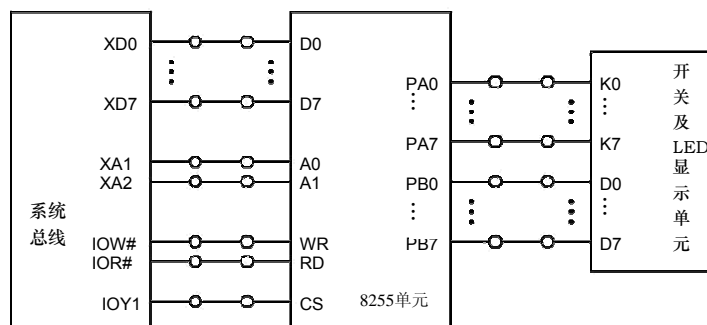 XD0
XD7
XA1
XA2
系统
总线
IOW#
IOR#
IOY1
D0
D7
A0
A1
WR
RD
CS
PA0
PA7
PB0
PB7
8255单元
K0
K7
D0
D7
开
关
及
LED
显
示
单
元